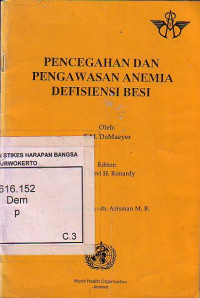 PENCEGAHAN DAN
PENGAWASAN ANEMIA
DEFISIENSI BESI
Oleh:
DeMaeyer
Editor:
H. Ronardy
dr. Arisman M. B.
STIKES HARAPAN BANGSA
PURWOKERTO
616.152
Dem
p
C.3
World Health Organization
Geneva